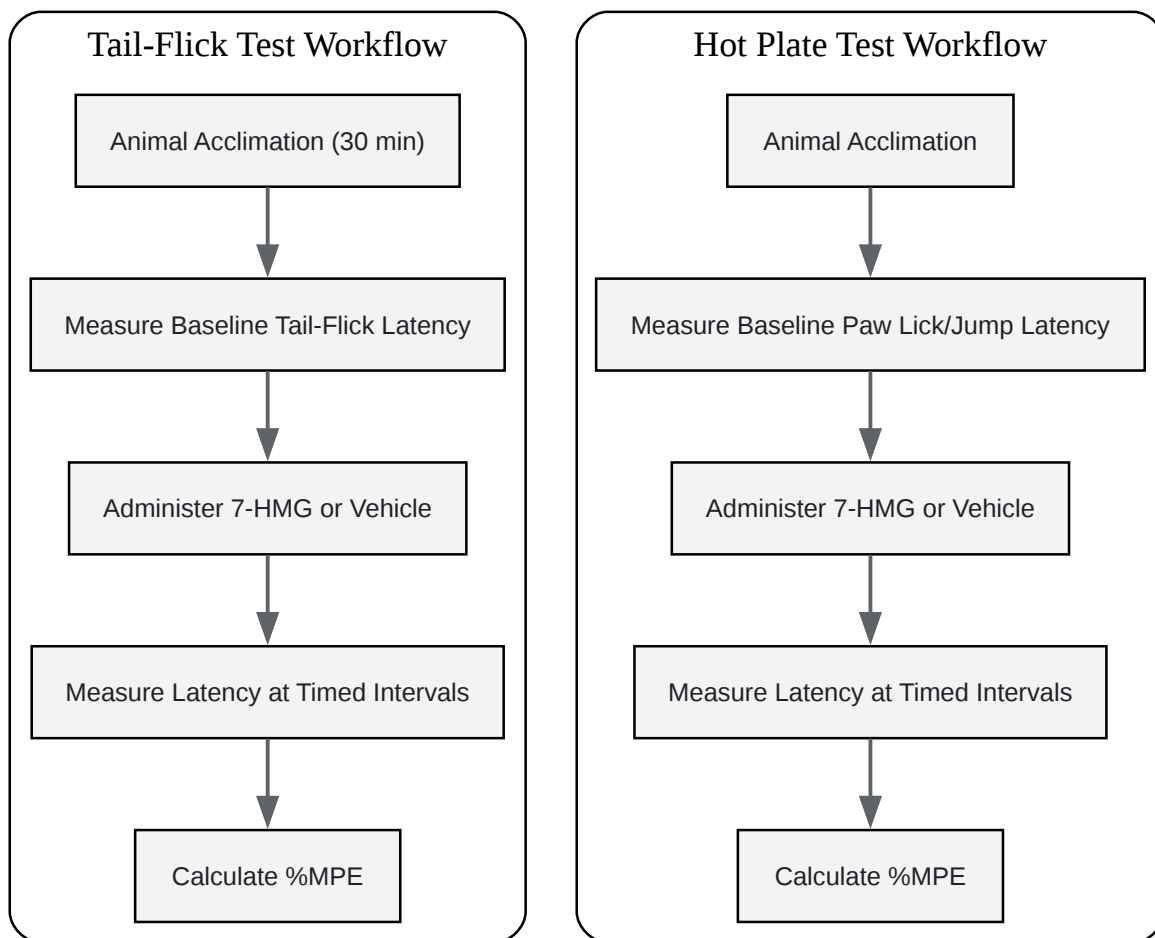 Tail-Flick Test Workflow
Animal Acclimation (30 min)
Measure Baseline Tail-Flick Latency
Administer 7-HMG or Vehicle
Measure Latency at Timed Intervals
Calculate %MPE
Hot Plate Test Workflow
Animal Acclimation
Measure Baseline Paw Lick/Jump Latency
Administer 7-HMG or Vehicle
Measure Latency at Timed Intervals
Calculate %MPE